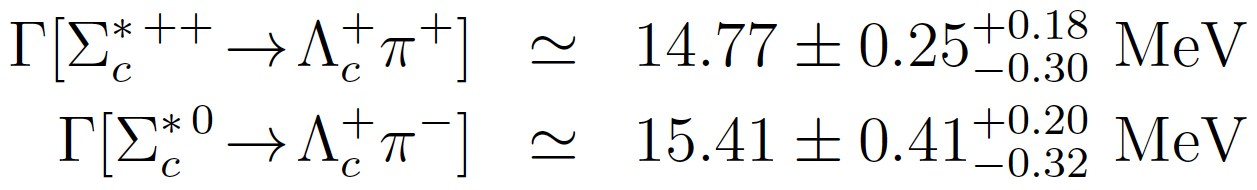 Γ[Σ_c^{*++} → Λ_c^+ π^+] ≃ 14.77 ± 0.25^{+0.18}_{−0.30} MeV
Γ[Σ_c^{*0} → Λ_c^+ π^−] ≃ 15.41 ± 0.41^{+0.20}_{−0.32} MeV